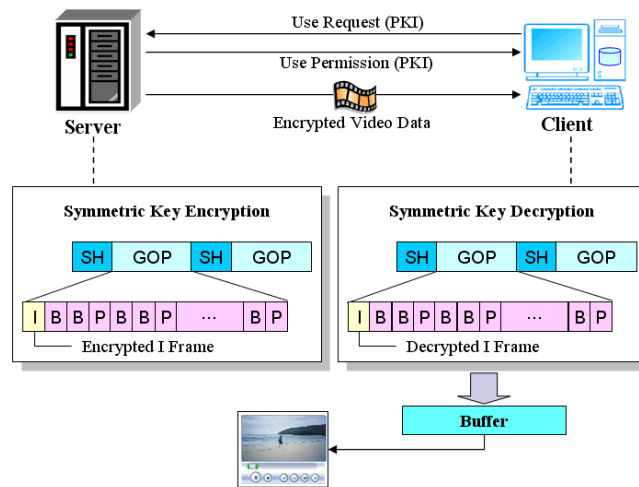 Use Request (PKI)
Use Permission (PKI)
Encrypted Video Data
Server
Client
Symmetric Key Encryption
SH GOP SH GOP
I B B P B B P ... B P
Encrypted I Frame
Symmetric Key Decryption
SH GOP SH GOP
I B B P B B P ... B P
Decrypted I Frame
Buffer